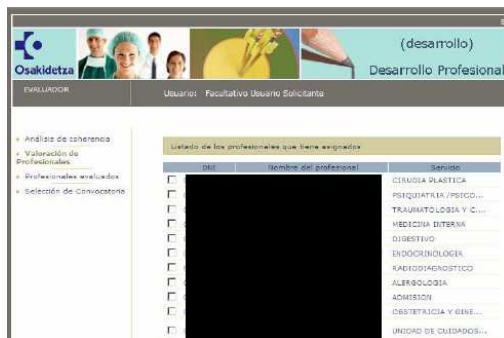 (desarrollo)
Osakidetza
Desarrollo Profesional
EVALUADOR
Usuario: Facultativo Usuario Solicitante
Análisis de coherencia
Valoración de
Profesionales
Profesionales evaluados
Selección de Convocatoria
Listado de los profesionales que tiene asignados
DNI Nombre del profesional Servicio
CIRUGIA PLASTICA
PSIQUIATRIA /PSICO...
TRAUMATOLOGIA Y C...
MEDICINA INTERNA
DIGESTIVO
ENDOCRINOLOGIA
RADIODIAGNOSTICO
ALERGOLOGIA
ADMISION
OBSTETRICIA Y GINE...
UNIDAD DE CUIDADOS...